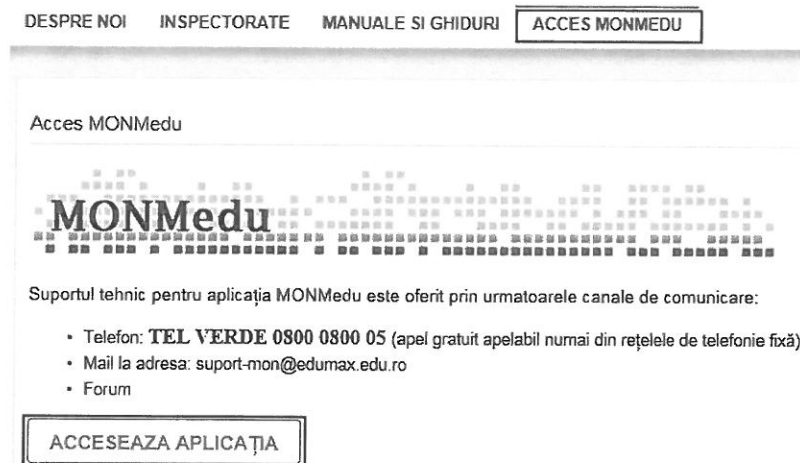 DESPRE NOI INSPECTORATE MANUALE SI GHIDURI ACCES MONMEDU
Acces MONMedu
MONMedu
Suportul tehnic pentru aplicația MONMedu este oferit prin urmatoarele canale de comunicare:
• Telefon: TEL VERDE 0800 0800 05 (apel gratuit apelabil numai din rețelele de telefonie fixă)
• Mail la adresa: suport-mon@edumax.edu.ro
• Forum
ACCESEAZA APLICAȚIA